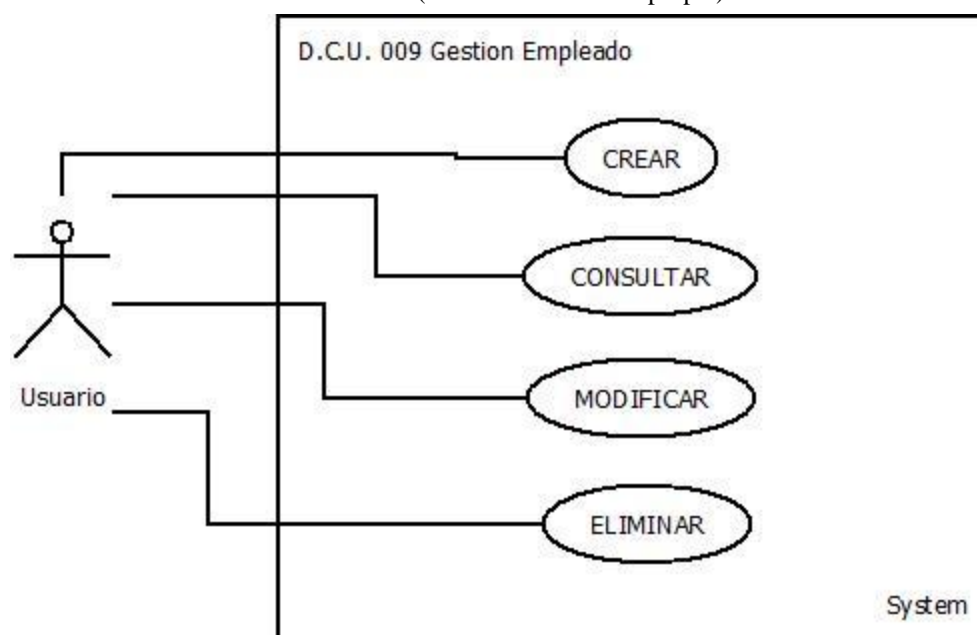 D.C.U. 009 Gestion Empleado
CREAR
CONSULTAR
MODIFICAR
Usuario
ELIMINAR
System